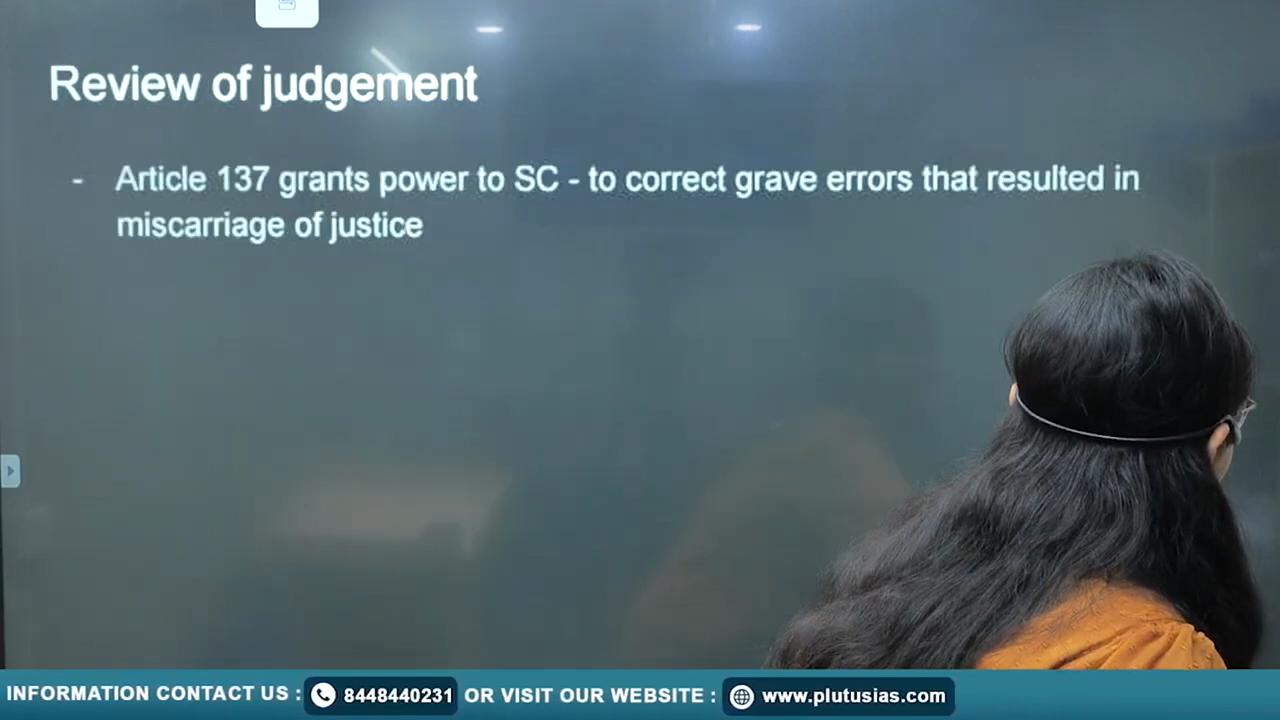 Review of judgement
- Article 137 grants power to SC - to correct grave errors that resulted in
miscarriage of justice
INFORMATION CONTACT US : 8448440231 OR VISIT OUR WEBSITE : www.plutusias.com